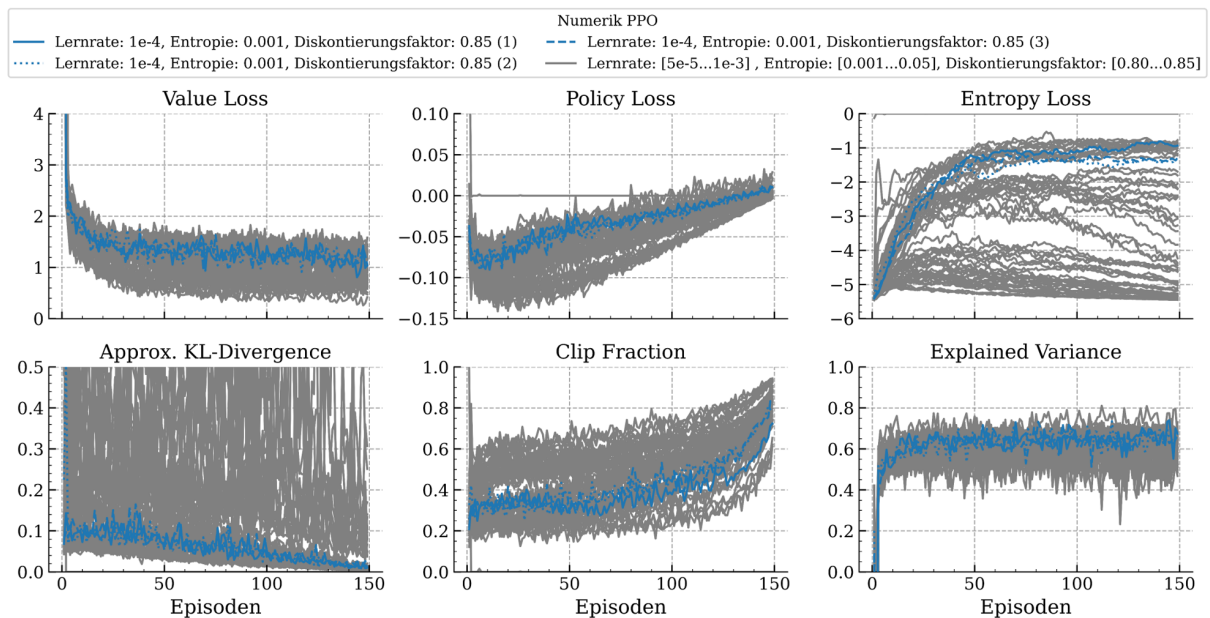 Numerik PPO
Lernrate: 1e-4, Entropie: 0.001, Diskontierungsfaktor: 0.85 (1)
Lernrate: 1e-4, Entropie: 0.001, Diskontierungsfaktor: 0.85 (2)
Lernrate: 1e-4, Entropie: 0.001, Diskontierungsfaktor: 0.85 (3)
Lernrate: [5e-5...1e-3] , Entropie: [0.001...0.05], Diskontierungsfaktor: [0.80...0.85]
Value Loss
4
3
2
1
0
Policy Loss
0.10
0.05
0.00
−0.05
−0.10
−0.15
Entropy Loss
0
−1
−2
−3
−4
−5
−6
Approx. KL-Divergence
0.5
0.4
0.3
0.2
0.1
0.0
0 50 100 150
Episoden
Clip Fraction
1.0
0.8
0.6
0.4
0.2
0.0
0 50 100 150
Episoden
Explained Variance
1.0
0.8
0.6
0.4
0.2
0.0
0 50 100 150
Episoden